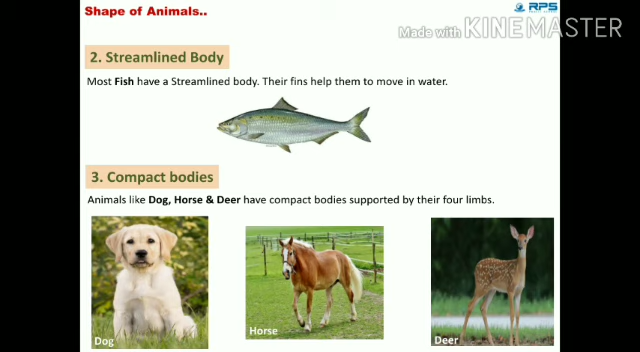 Shape of Animals..
RPS
Made with KINEMASTER
2. Streamlined Body
Most Fish have a Streamlined body. Their fins help them to move in water.
3. Compact bodies
Animals like Dog, Horse & Deer have compact bodies supported by their four limbs.
Dog
Horse
Deer